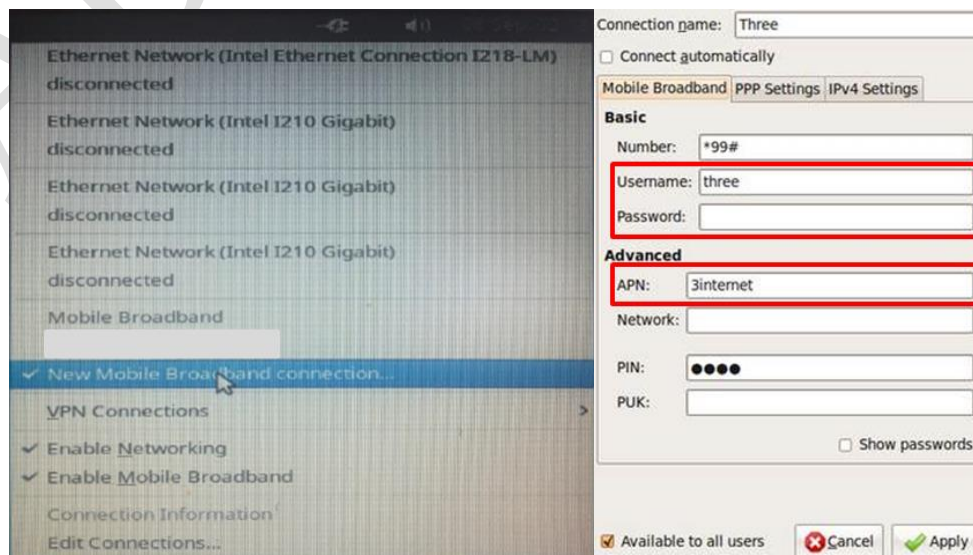 Ethernet Network (Intel Ethernet Connection I218-LM)
disconnected
Ethernet Network (Intel I210 Gigabit)
disconnected
Ethernet Network (Intel I210 Gigabit)
disconnected
Ethernet Network (Intel I210 Gigabit)
disconnected
Mobile Broadband
New Mobile Broadband connection...
VPN Connections
Enable Networking
Enable Mobile Broadband
Connection Information
Edit Connections...
Connection name: Three
Connect automatically
Mobile Broadband PPP Settings IPv4 Settings
Basic
Number: *99#
Username: three
Password:
Advanced
APN: 3internet
Network:
PIN: ●●●●
PUK:
Show passwords
Available to all users Cancel Apply